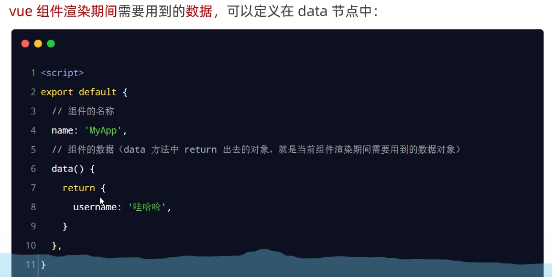 vue 组件渲染期间需要用到的数据，可以定义在 data 节点中：
1 <script>
2 export default {
3 // 组件的名称
4 name: 'MyApp',
5 // 组件的数据（data 方法中 return 出去的对象，就是当前组件渲染期间需要用到的数据对象）
6 data() {
7 return {
8 username: '哇哈哈',
9 }
10 },
11 }